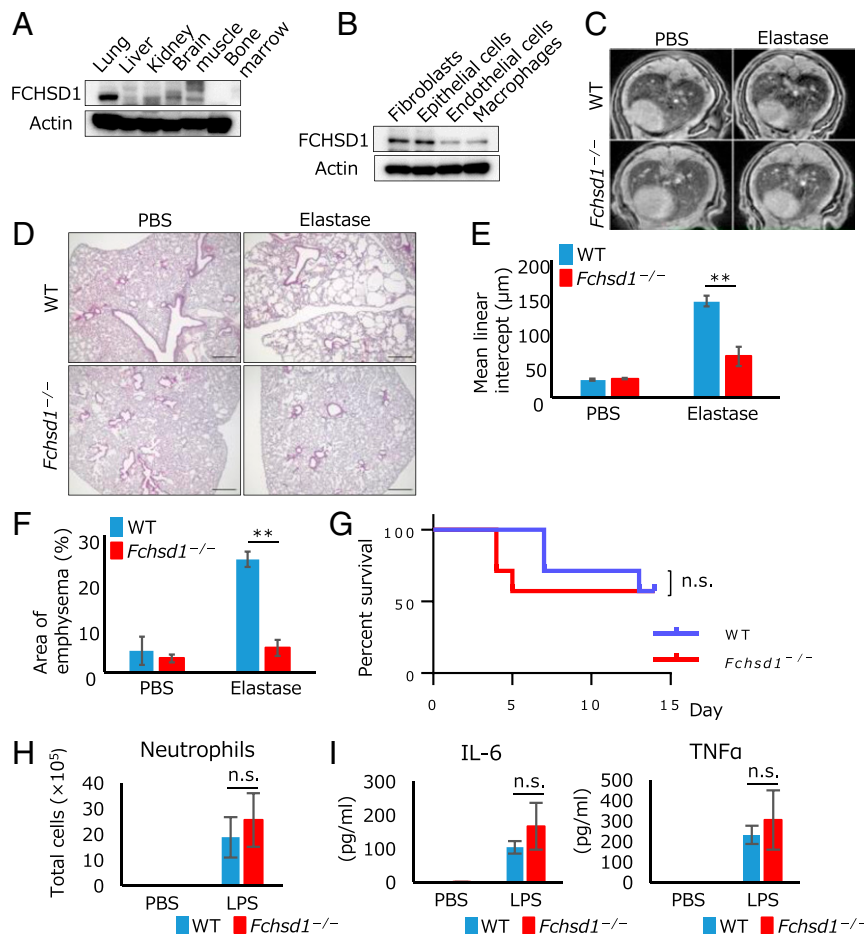 A
Lung
Liver
Kidney
Brain
muscle
Bone
marrow
FCHSD1
Actin
B
Fibroblasts
Epithelial cells
Endothelial cells
Macrophages
FCHSD1
Actin
C
PBS
Elastase
WT
Fchsd1−/−
D
PBS
Elastase
WT
Fchsd1−/−
E
WT
Fchsd1−/−
Mean linear
intercept (μm)
200
150
100
50
0
**
PBS
Elastase
F
WT
Fchsd1−/−
Area of
emphysema (%)
30
20
10
0
**
PBS
Elastase
G
Percent survival
100
50
0
n.s.
WT
Fchsd1−/−
0
5
10
15
Day
H
Neutrophils
Total cells (×10⁵)
40
30
20
10
0
n.s.
PBS
LPS
WT
Fchsd1−/−
I
IL-6
(pg/ml)
300
200
100
0
n.s.
PBS
LPS
TNFα
(pg/ml)
500
400
300
200
100
0
n.s.
PBS
LPS
WT
Fchsd1−/−